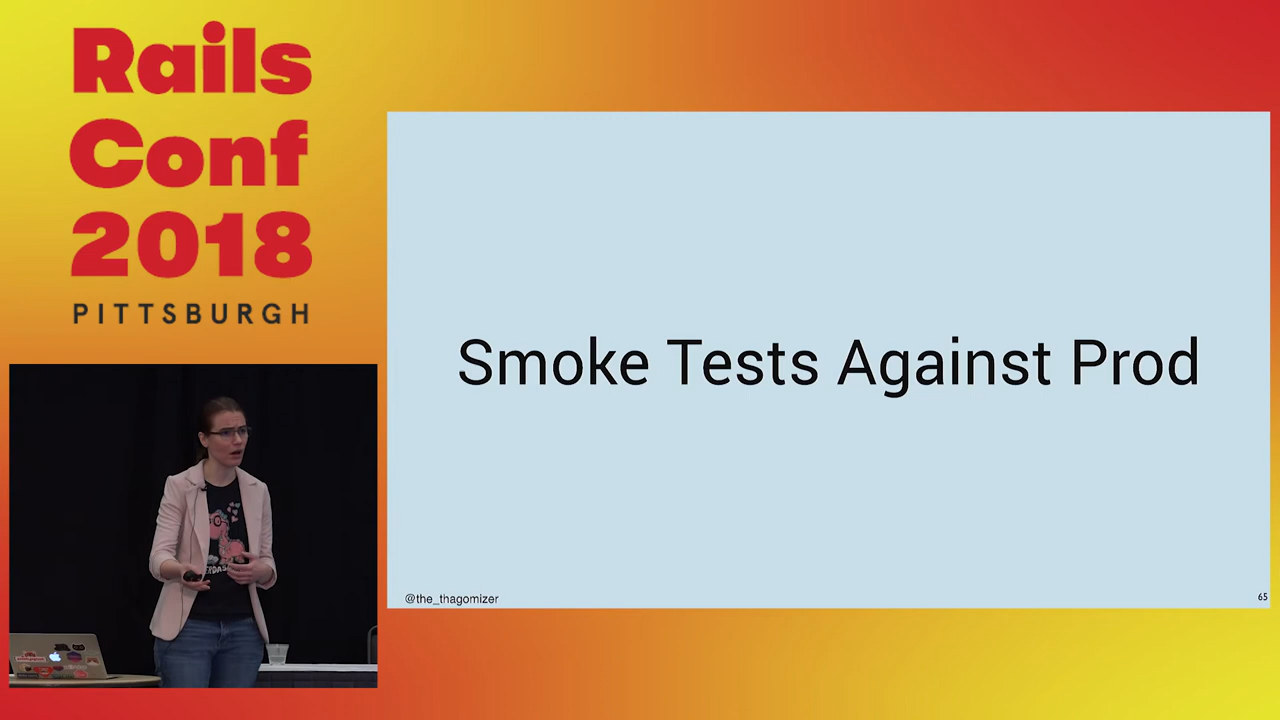 Rails
Conf
2018
PITTSBURGH
Smoke Tests Against Prod
@the_thagomizer
65